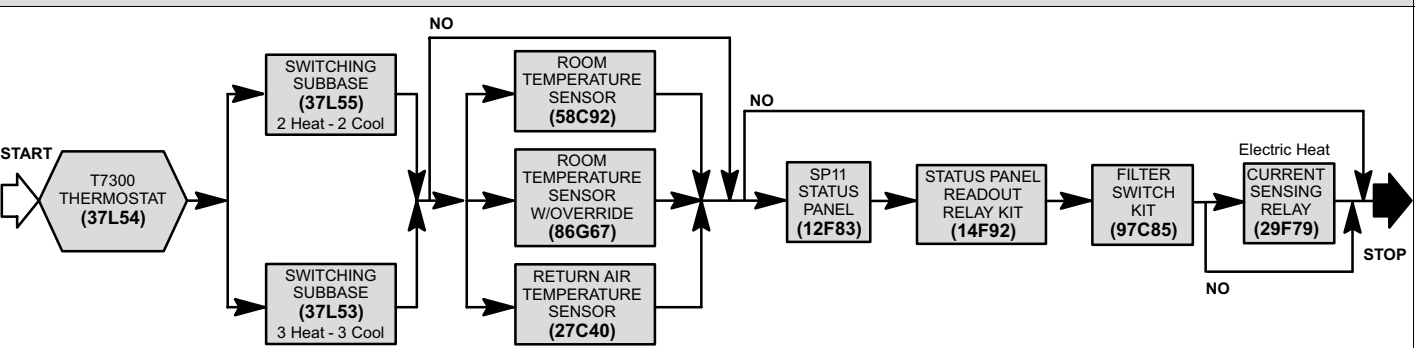 START
T7300
THERMOSTAT
(37L54)
SWITCHING
SUBBASE
(37L55)
2 Heat - 2 Cool
SWITCHING
SUBBASE
(37L53)
3 Heat - 3 Cool
NO
ROOM
TEMPERATURE
SENSOR
(58C92)
ROOM
TEMPERATURE
SENSOR
W/OVERRIDE
(86G67)
RETURN AIR
TEMPERATURE
SENSOR
(27C40)
NO
SP11
STATUS
PANEL
(12F83)
STATUS PANEL
READOUT
RELAY KIT
(14F92)
FILTER
SWITCH
KIT
(97C85)
Electric Heat
CURRENT
SENSING
RELAY
(29F79)
NO
STOP